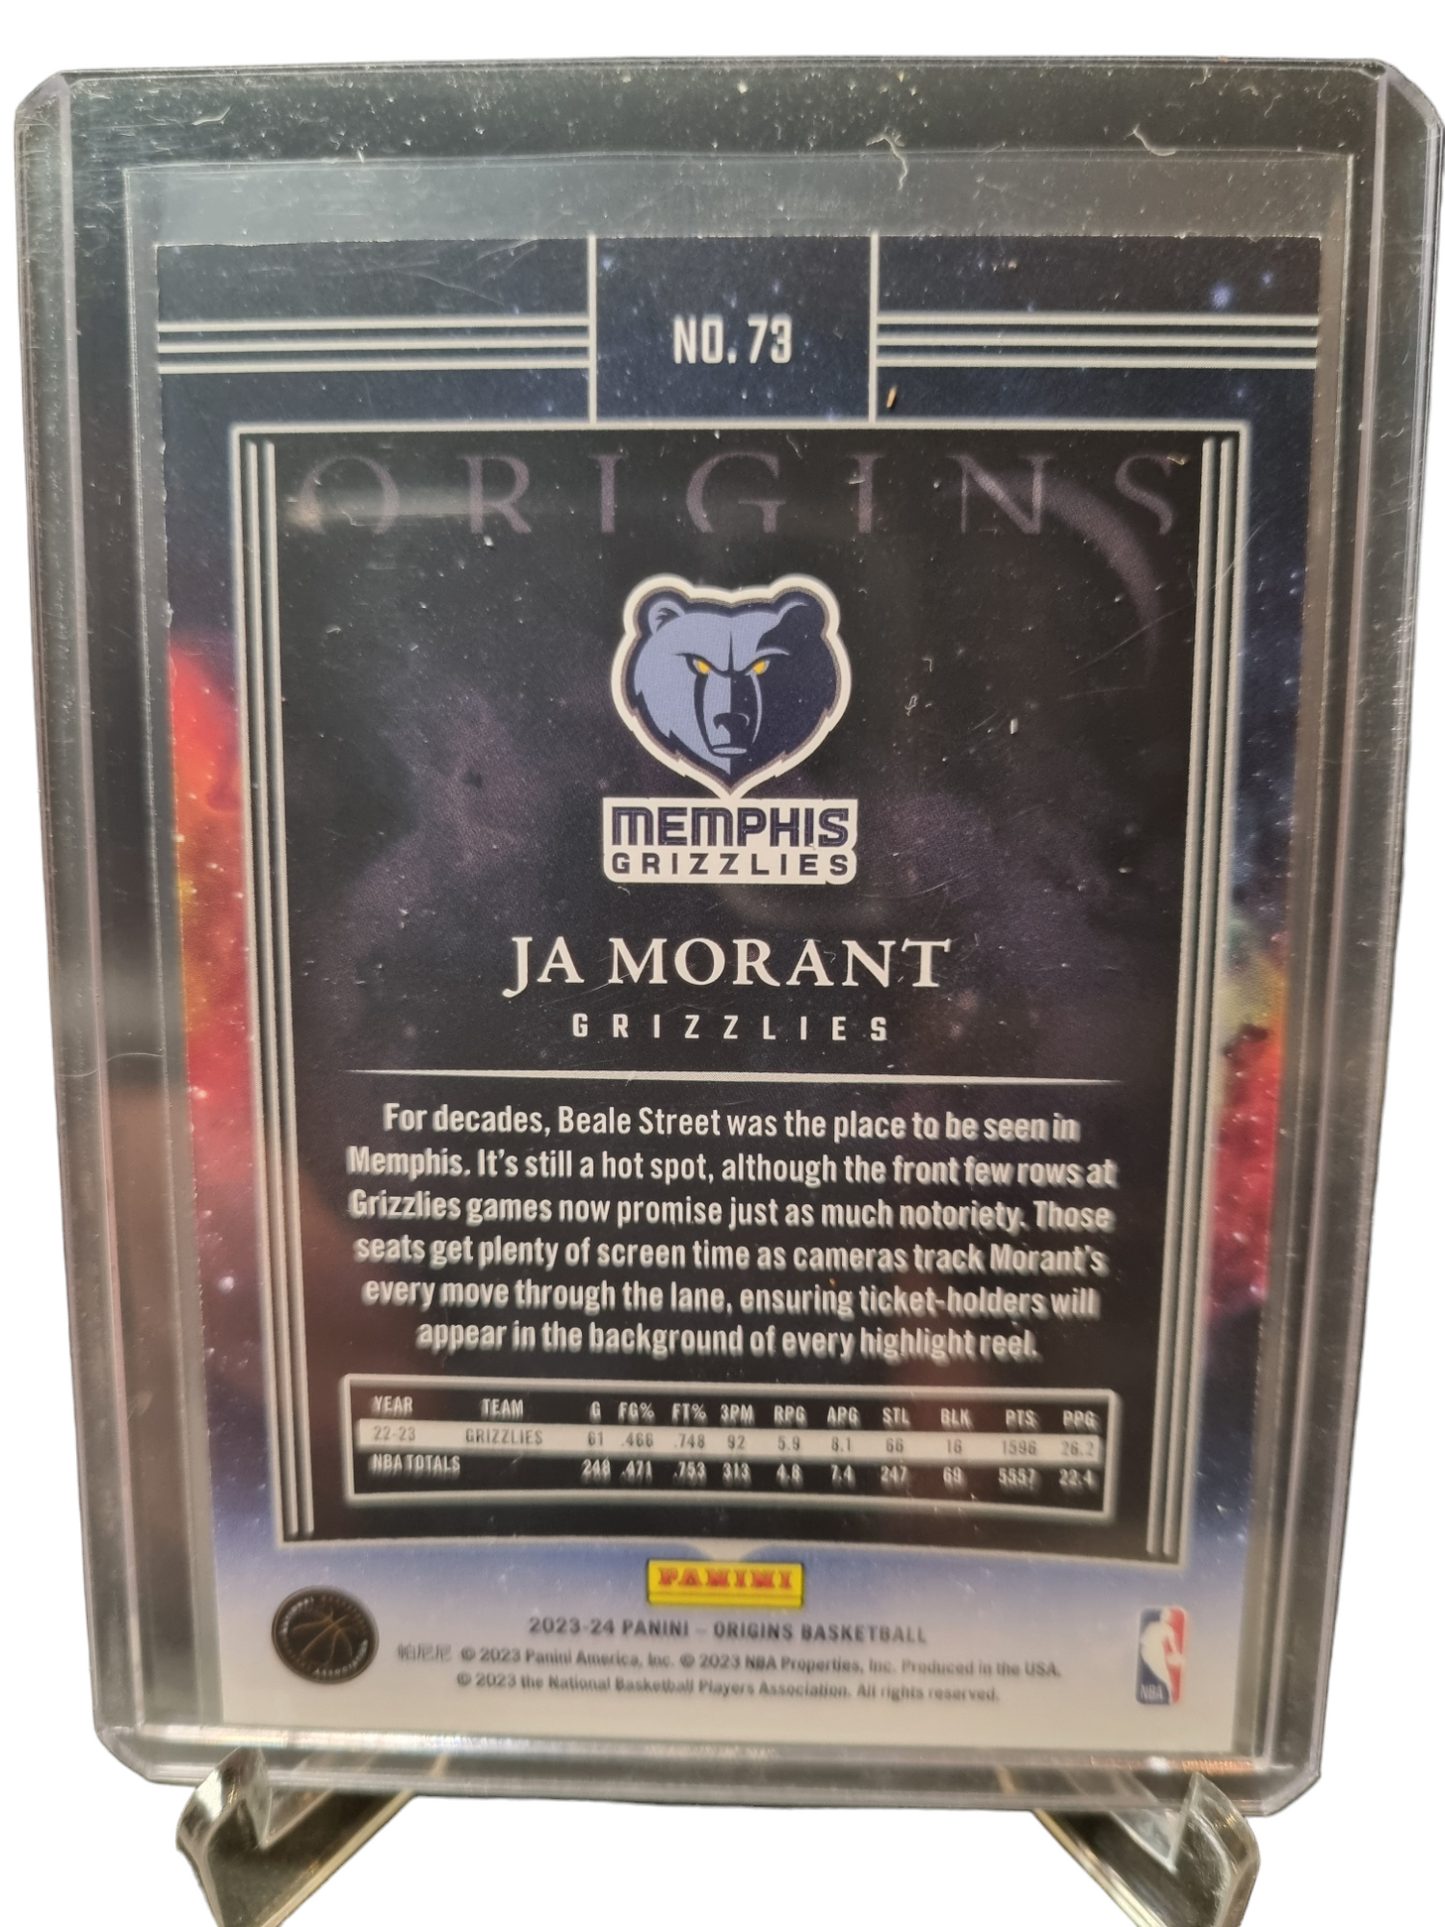 NO. 73
ORIGINS
MEMPHIS
GRIZZLIES
JA MORANT
GRIZZLIES
For decades, Beale Street was the place to be seen in
Memphis. It's still a hot spot, although the front few rows at
Grizzlies games now promise just as much notoriety. Those
seats get plenty of screen time as cameras track Morant's
every move through the lane, ensuring ticket-holders will
appear in the background of every highlight reel.
YEAR TEAM G FG% FT% 3PM RPG APG STL BLK PTS PPG
22-23 GRIZZLIES 61 .466 .748 92 5.9 8.1 66 16 1596 26.2
NBA TOTALS 248 .471 .753 313 4.8 7.4 247 69 5557 22.4
PANINI
2023-24 PANINI - ORIGINS BASKETBALL
帕尼尼 © 2023 Panini America, Inc. © 2023 NBA Properties, Inc. Produced in the USA.
© 2023 the National Basketball Players Association. All rights reserved.
NBA